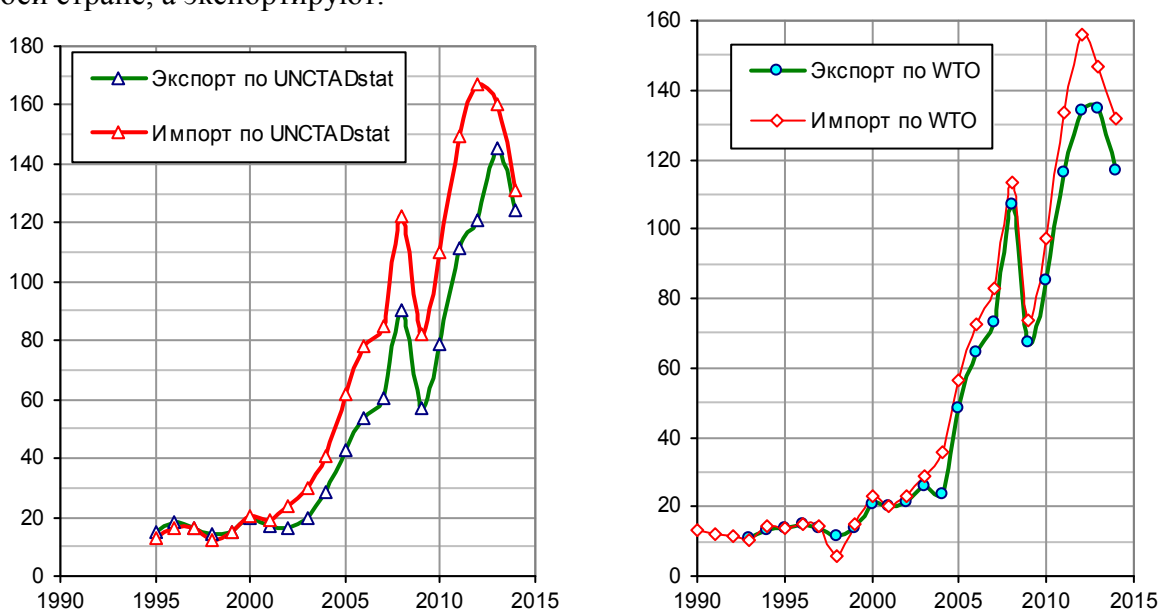 стране, а экспортируют.
180
160
140
120
100
80
60
40
20
0
1990 1995 2000 2005 2010 2015
Экспорт по UNCTADstat
Импорт по UNCTADstat
160
140
120
100
80
60
40
20
0
1990 1995 2000 2005 2010 2015
Экспорт по WTO
Импорт по WTO